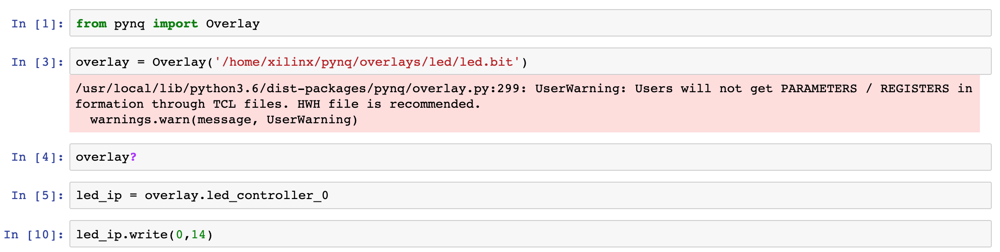 In [1]: from pynq import Overlay
In [3]: overlay = Overlay('/home/xilinx/pynq/overlays/led/led.bit')
/usr/local/lib/python3.6/dist-packages/pynq/overlay.py:299: UserWarning: Users will not get PARAMETERS / REGISTERS in
formation through TCL files. HWH file is recommended.
  warnings.warn(message, UserWarning)
In [4]: overlay?
In [5]: led_ip = overlay.led_controller_0
In [10]: led_ip.write(0,14)